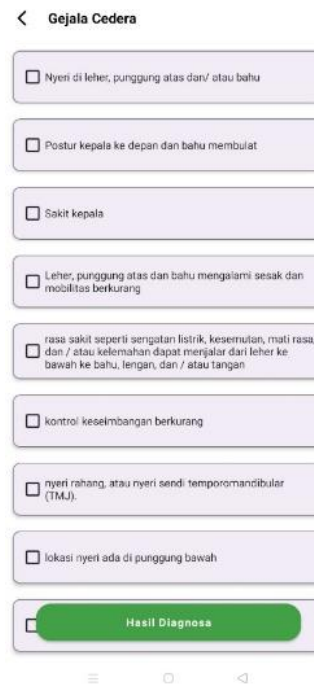 Gejala Cedera
Nyeri di leher, punggung atas dan/ atau bahu
Postur kepala ke depan dan bahu membulat
Sakit kepala
Leher, punggung atas dan bahu mengalami sesak dan
mobilitas berkurang
rasa sakit seperti sengatan listrik, kesemutan, mati rasa,
dan / atau kelemahan dapat menjalar dari leher ke
bawah ke bahu, lengan, dan / atau tangan
kontrol keseimbangan berkurang
nyeri rahang, atau nyeri sendi temporomandibular
(TMJ).
lokasi nyeri ada di punggung bawah
Hasil Diagnosa